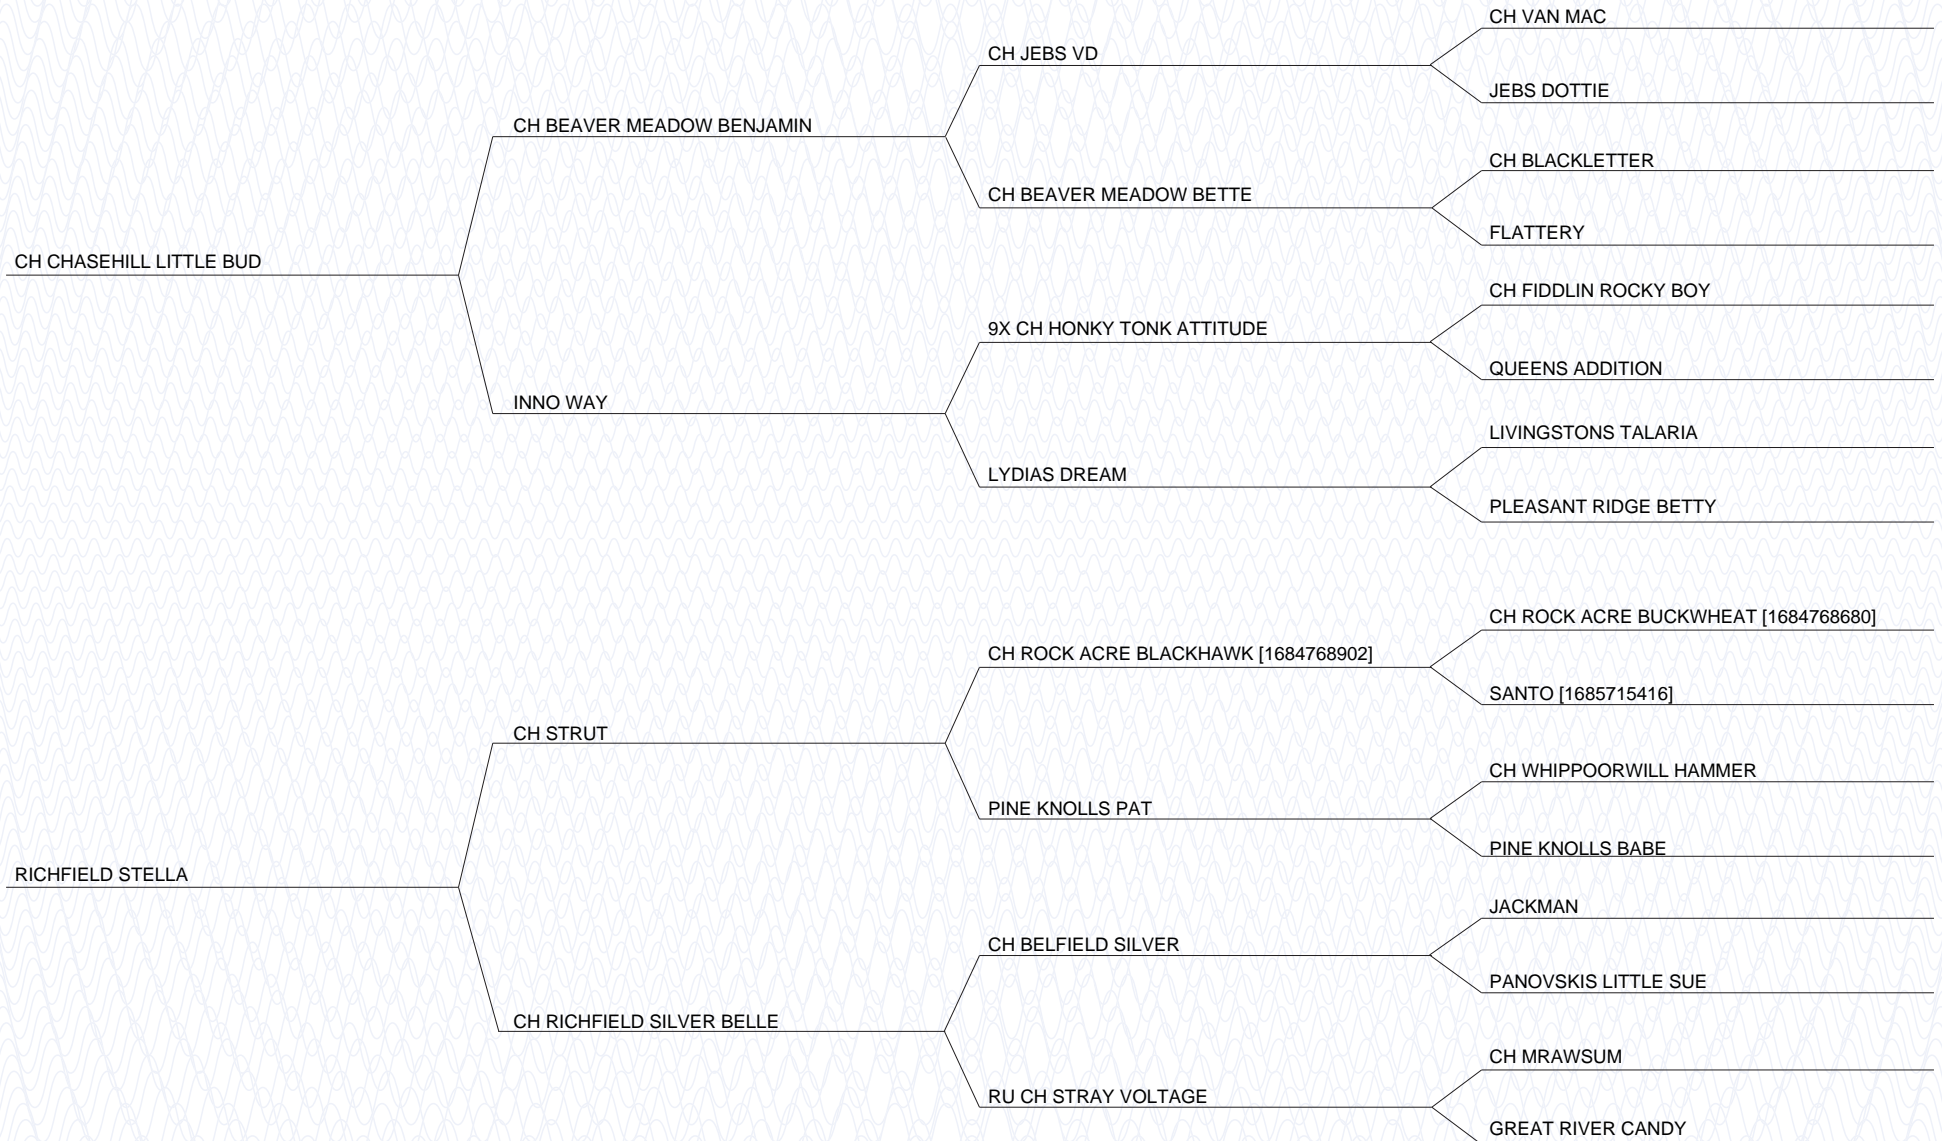 CH VAN MAC
CH JEBS VD
JEBS DOTTIE
CH BEAVER MEADOW BENJAMIN
CH BLACKLETTER
CH BEAVER MEADOW BETTE
FLATTERY
CH CHASEHILL LITTLE BUD
CH FIDDLIN ROCKY BOY
9X CH HONKY TONK ATTITUDE
QUEENS ADDITION
INNO WAY
LIVINGSTONS TALARIA
LYDIAS DREAM
PLEASANT RIDGE BETTY
CH ROCK ACRE BUCKWHEAT [1684768680]
CH ROCK ACRE BLACKHAWK [1684768902]
SANTO [1685715416]
CH STRUT
CH WHIPPOORWILL HAMMER
PINE KNOLLS PAT
PINE KNOLLS BABE
RICHFIELD STELLA
JACKMAN
CH BELFIELD SILVER
PANOVSKIS LITTLE SUE
CH RICHFIELD SILVER BELLE
CH MRAWSUM
RU CH STRAY VOLTAGE
GREAT RIVER CANDY